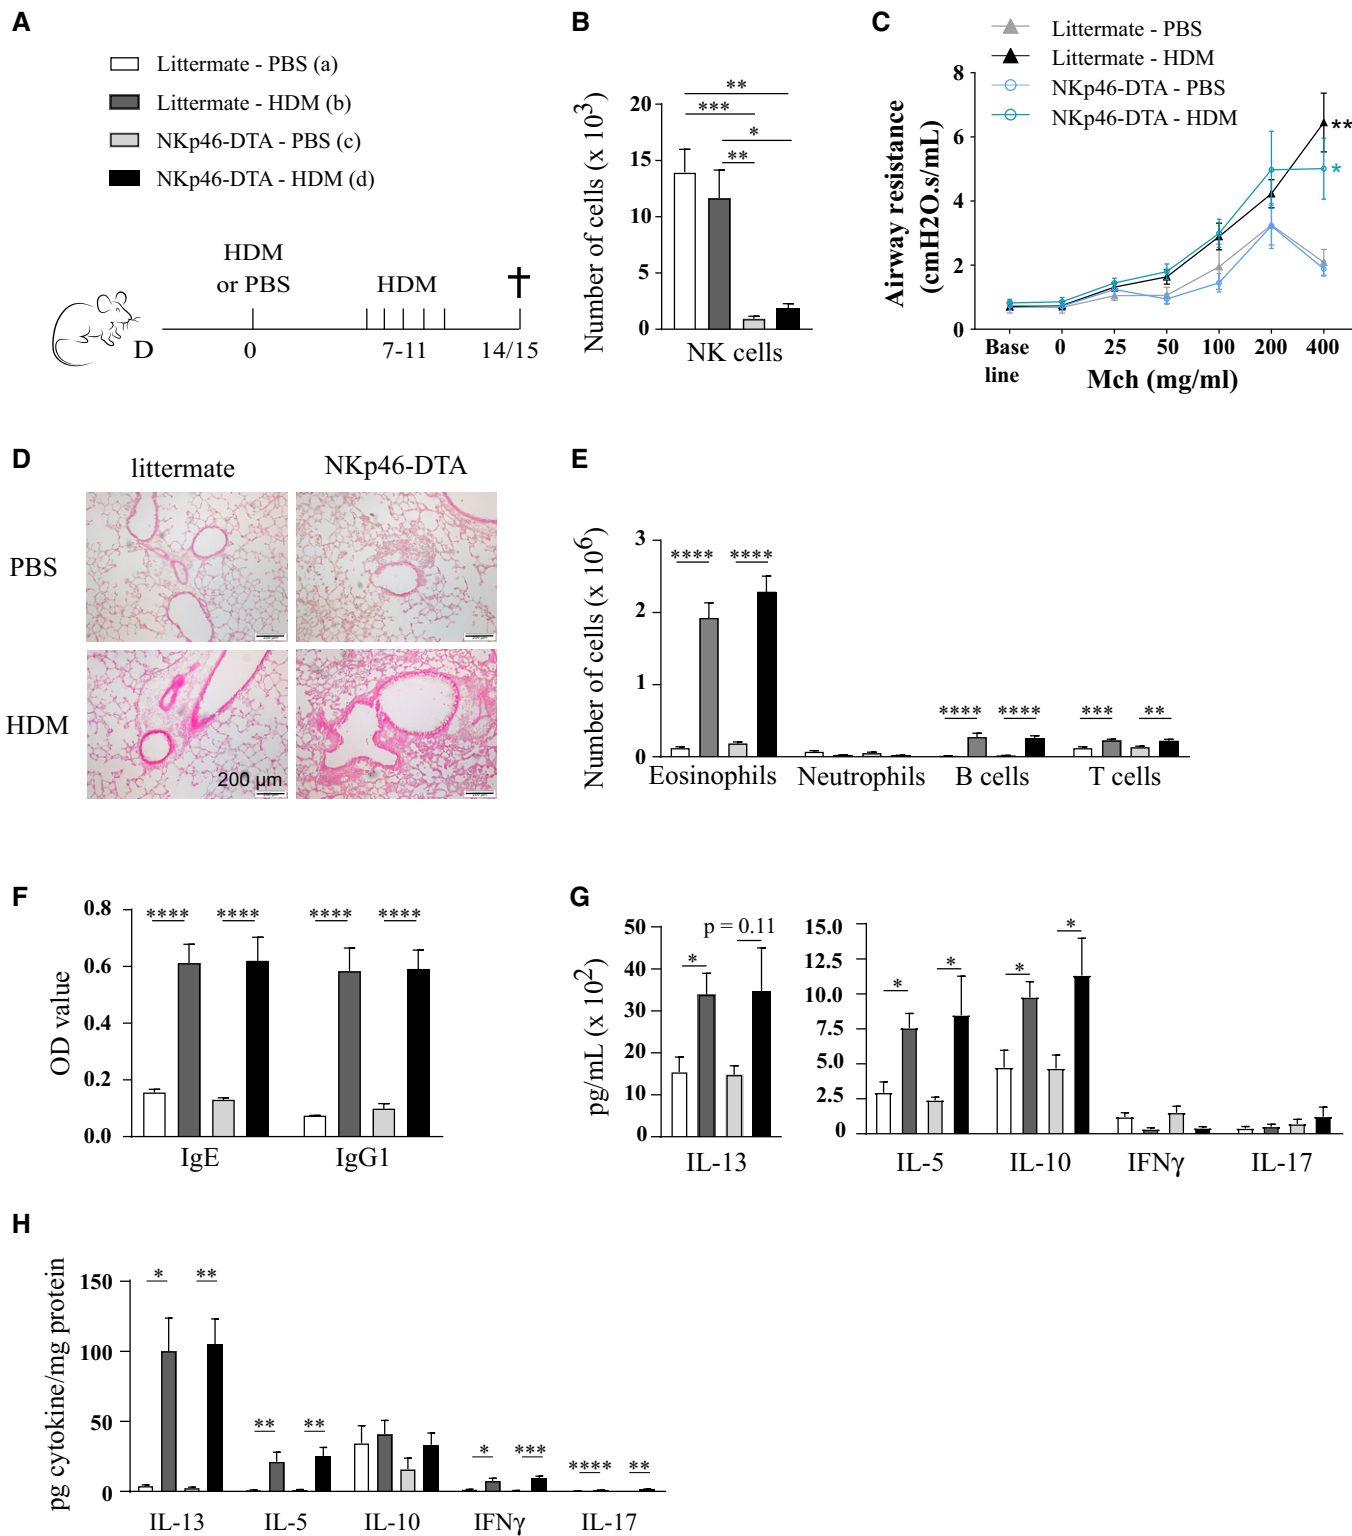 A
Littermate - PBS (a)
Littermate - HDM (b)
NKp46-DTA - PBS (c)
NKp46-DTA - HDM (d)
HDM
or PBS
HDM
D
0
7-11
14/15
B
Number of cells (x 10³)
20
15
10
5
0
**
***
*
**
NK cells
C
Littermate - PBS
Littermate - HDM
NKp46-DTA - PBS
NKp46-DTA - HDM
Airway resistance
(cmH2O.s/mL)
8
6
4
2
0
**
*
Base
line
0
25
50
100
200
400
Mch (mg/ml)
D
littermate
NKp46-DTA
PBS
HDM
200 µm
E
Number of cells (x 10⁶)
3
2
1
0
**** ****
**** ****
*** **
Eosinophils
Neutrophils
B cells
T cells
F
OD value
0.8
0.6
0.4
0.2
0.0
**** **** **** ****
IgE
IgG1
G
pg/mL (x 10²)
50
40
30
20
10
0
*
p = 0.11
IL-13
15.0
12.5
10.0
7.5
5.0
2.5
0
* * * *
IL-5
IL-10
IFNγ
IL-17
H
pg cytokine/mg protein
150
100
50
0
* **
** **
* ***
**** **
IL-13
IL-5
IL-10
IFNγ
IL-17